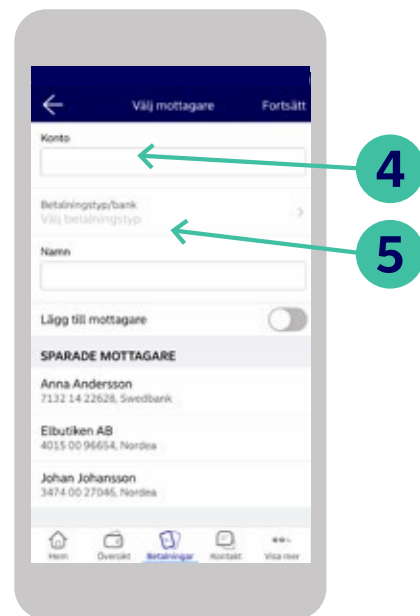 Välj mottagare Fortsätt
Konto
4
Betalningstyp/bank
Välj betalningstyp
5
Namn
Lägg till mottagare
SPARADE MOTTAGARE
Anna Andersson
7132 14 22628, Swedbank
Elbutiken AB
4015 00 96654, Nordea
Johan Johansson
3474 00 27046, Nordea
Hem Översikt Betalningar Kontakt Visa mer